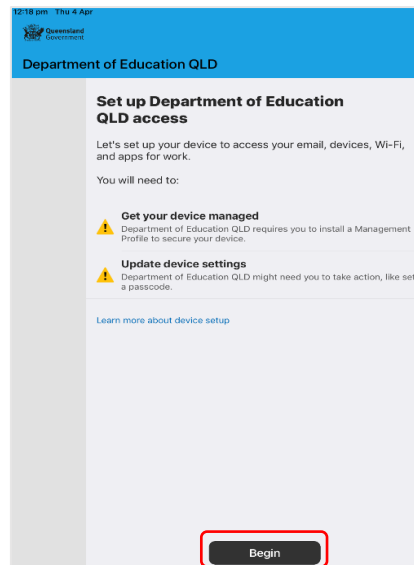 12:18 pm Thu 4 Apr
Queensland
Government
Department of Education QLD
Set up Department of Education
QLD access
Let's set up your device to access your email, devices, Wi-Fi,
and apps for work.
You will need to:
Get your device managed
Department of Education QLD requires you to install a Management
Profile to secure your device.
Update device settings
Department of Education QLD might need you to take action, like set
a passcode.
Learn more about device setup
Begin